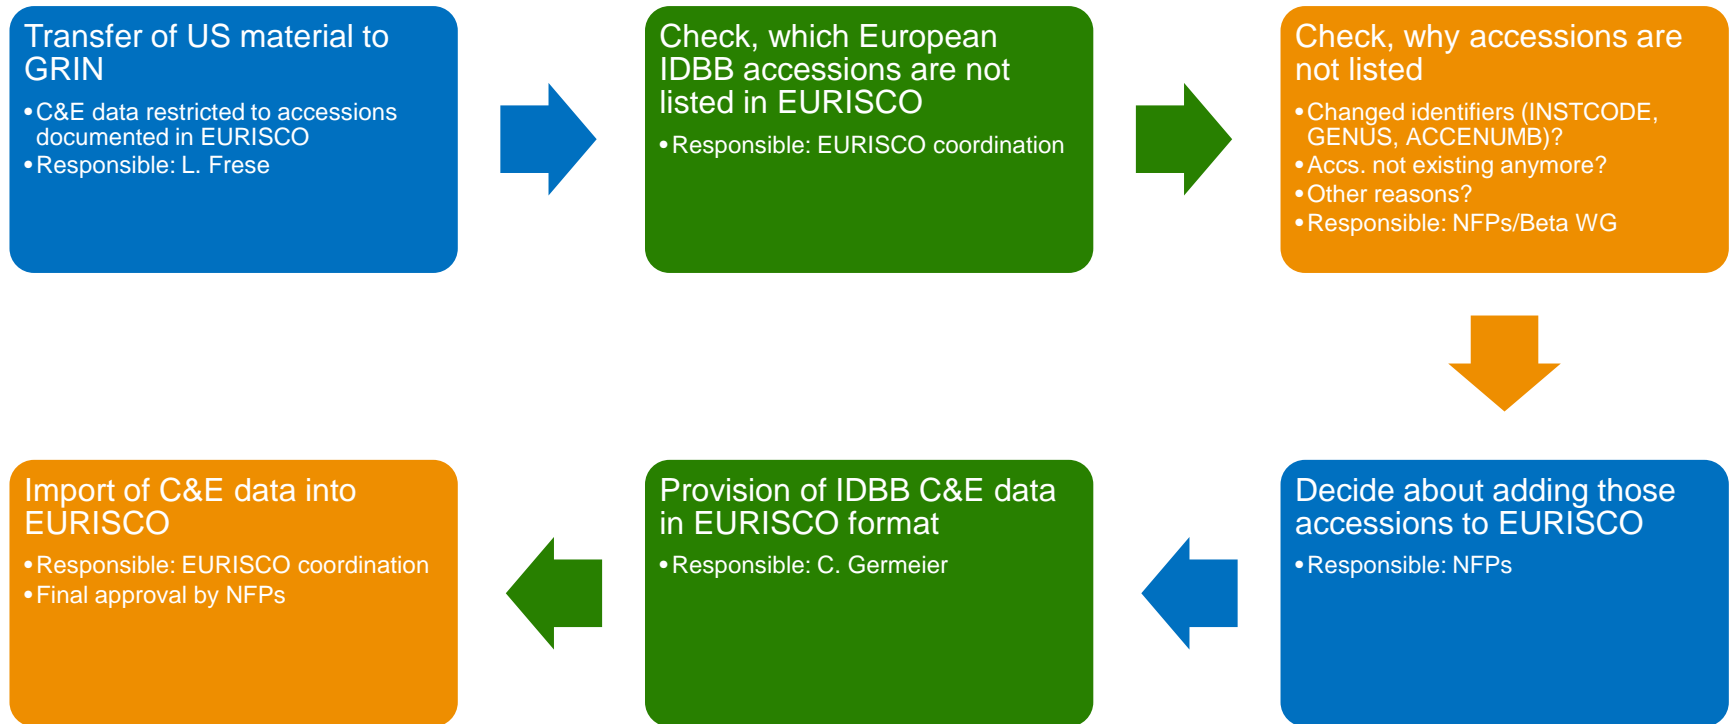 Transfer of US material to
GRIN
•C&E data restricted to accessions
documented in EURISCO
•Responsible: L. Frese
Check, which European
IDBB accessions are not
listed in EURISCO
•Responsible: EURISCO coordination
Check, why accessions are
not listed
•Changed identifiers (INSTCODE,
GENUS, ACCENUMB)?
•Accs. not existing anymore?
•Other reasons?
•Responsible: NFPs/Beta WG
Decide about adding those
accessions to EURISCO
•Responsible: NFPs
Provision of IDBB C&E data
in EURISCO format
•Responsible: C. Germeier
Import of C&E data into
EURISCO
•Responsible: EURISCO coordination
•Final approval by NFPs